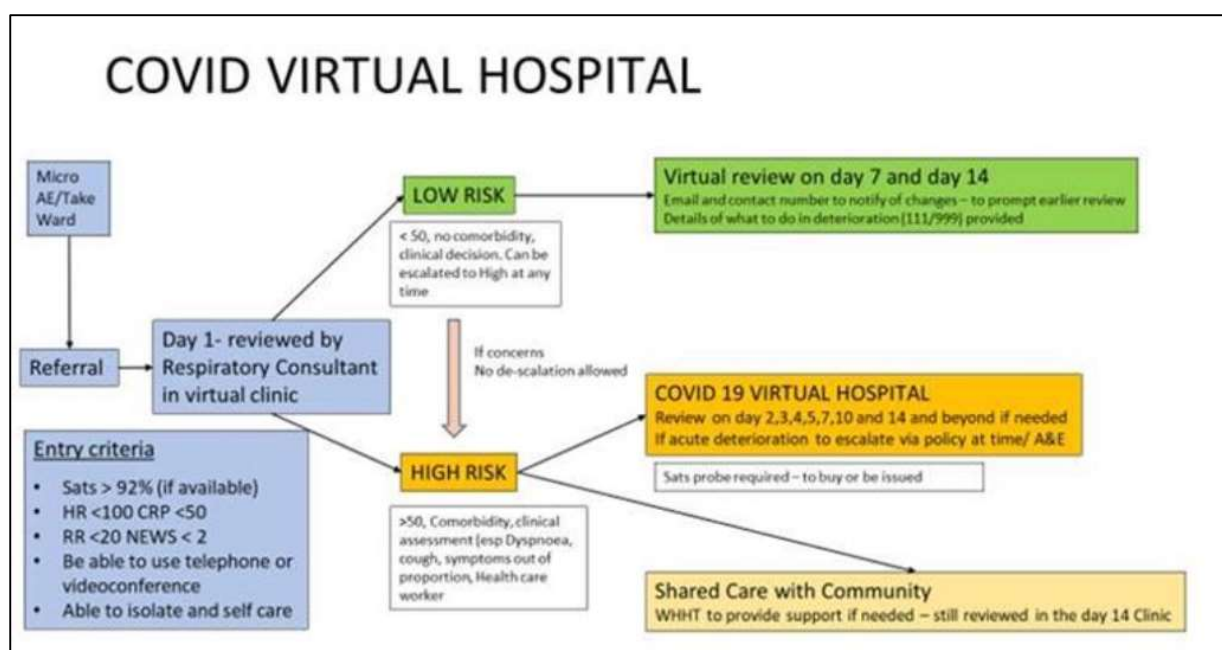 COVID VIRTUAL HOSPITAL
Micro
AE/Take
Ward
Referral
Day 1- reviewed by
Respiratory Consultant
in virtual clinic
Entry criteria
• Sats > 92% (if available)
• HR <100 CRP <50
• RR <20 NEWS < 2
• Be able to use telephone or
videoconference
• Able to isolate and self care
LOW RISK
< 50, no comorbidity,
clinical decision. Can be
escalated to High at any
time
If concerns
No de-scalation allowed
HIGH RISK
>50, Comorbidity, clinical
assessment (esp Dyspnoea,
cough, symptoms out of
proportion, Health care
worker
Virtual review on day 7 and day 14
Email and contact number to notify of changes – to prompt earlier review
Details of what to do in deterioration (111/999) provided
COVID 19 VIRTUAL HOSPITAL
Review on day 2,3,4,5,7,10 and 14 and beyond if needed
If acute deterioration to escalate via policy at time/ A&E
Sats probe required – to buy or be issued
Shared Care with Community
WHHT to provide support if needed – still reviewed in the day 14 Clinic